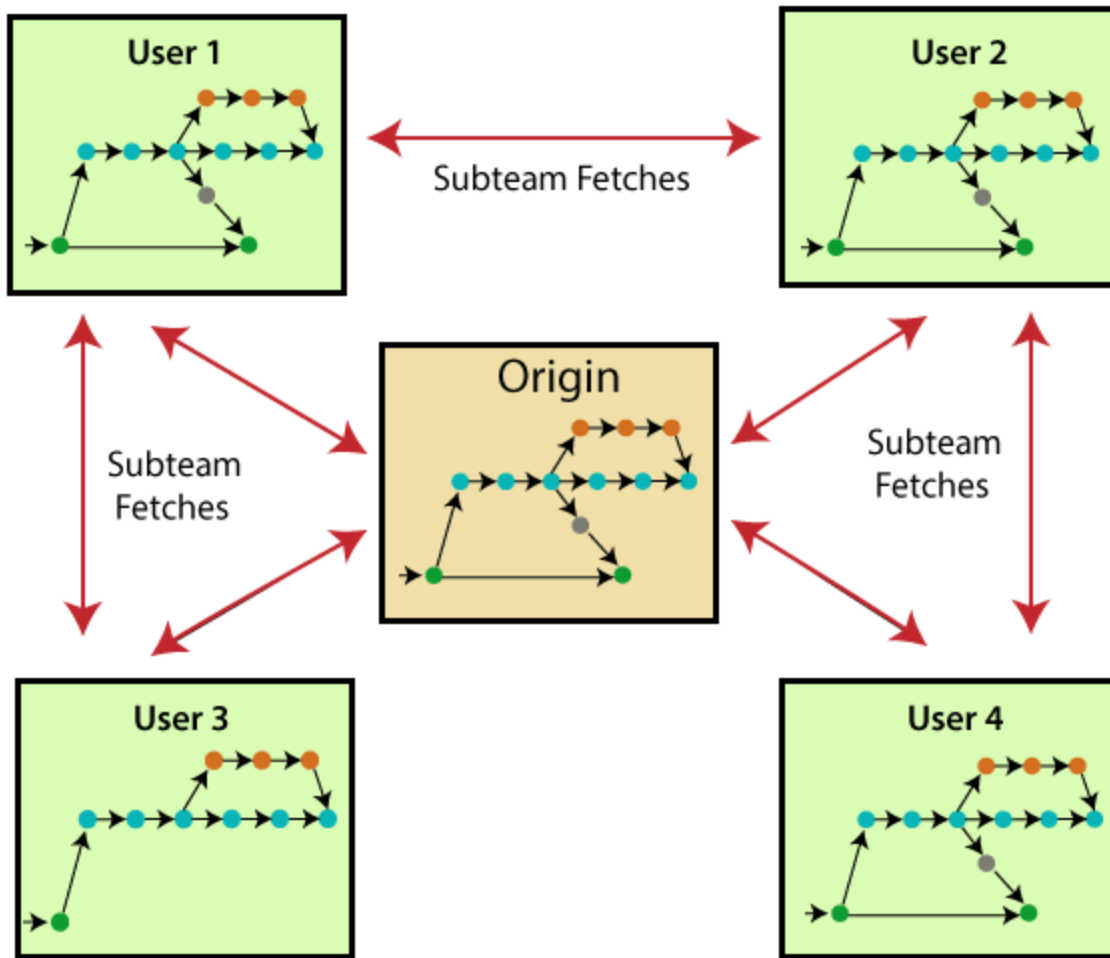 User 1
User 2
Subteam Fetches
Origin
Subteam
Fetches
Subteam
Fetches
User 3
User 4